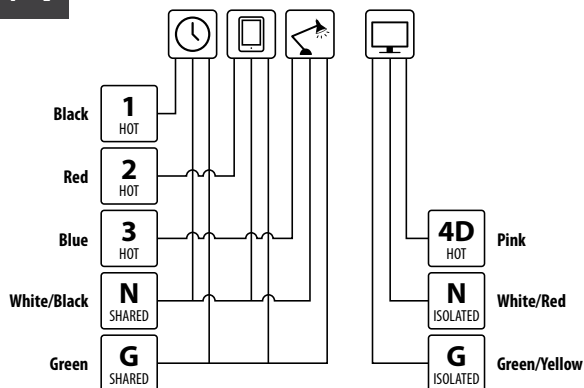 Black
1
HOT
Red
2
HOT
Blue
3
HOT
4D
HOT
Pink
White/Black
N
SHARED
N
ISOLATED
White/Red
Green
G
SHARED
G
ISOLATED
Green/Yellow